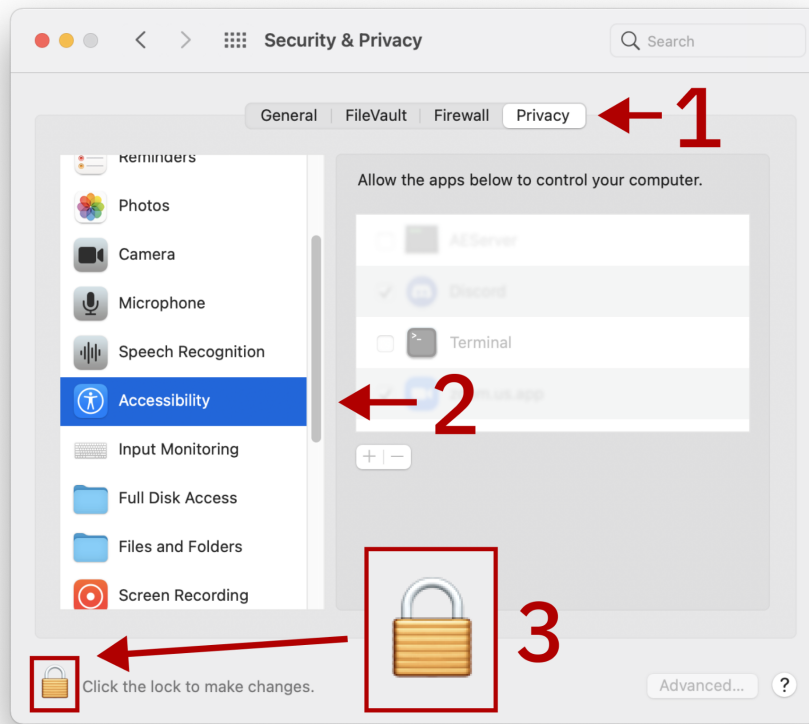 Security & Privacy
Search
General
FileVault
Firewall
Privacy
1
Reminders
Photos
Camera
Microphone
Speech Recognition
Accessibility
Input Monitoring
Full Disk Access
Files and Folders
Screen Recording
Allow the apps below to control your computer.
AEServer
Discord
Terminal
2
3
Click the lock to make changes.
Advanced...
?